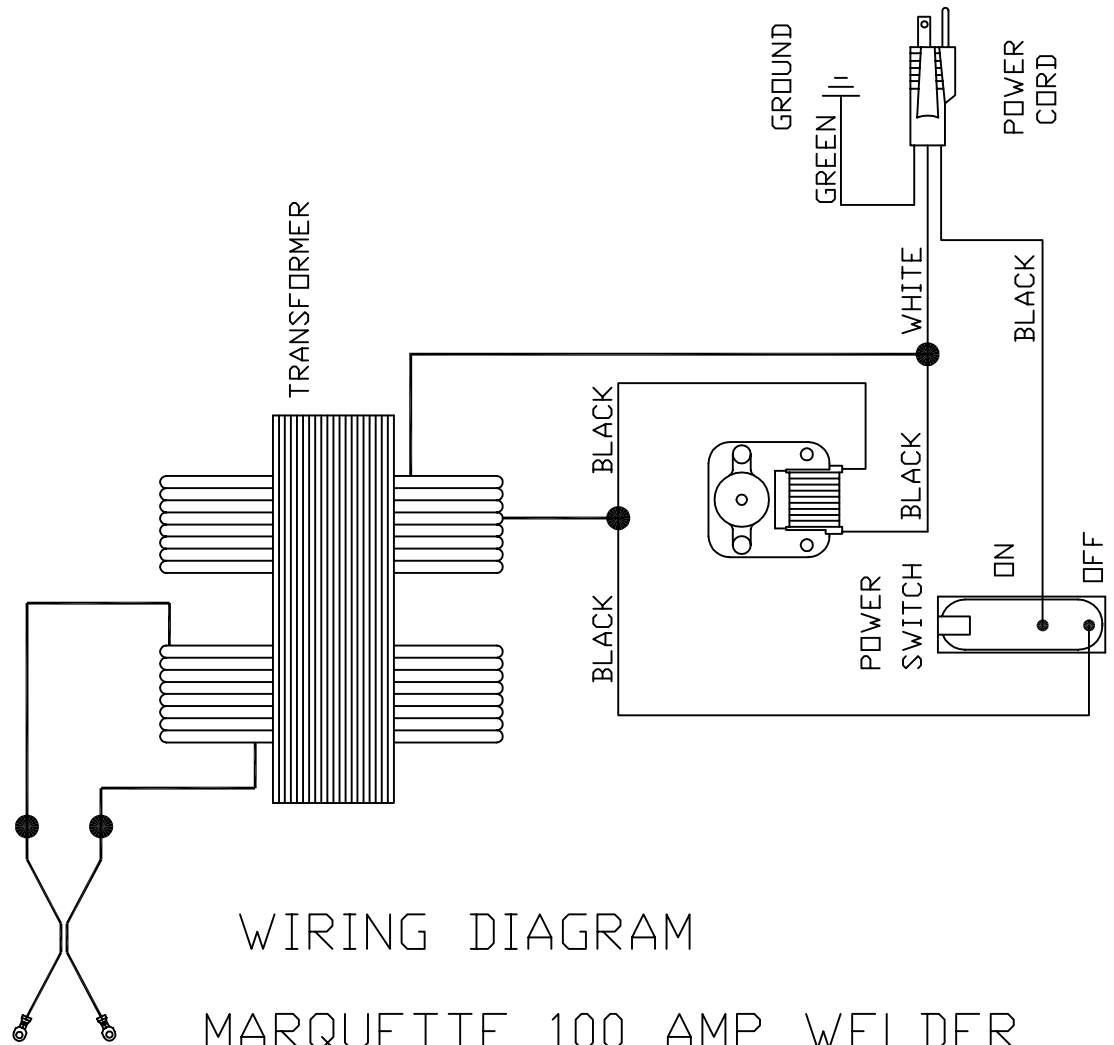 GROUND
GREEN
POWER
CORD
TRANSFORMER
WHITE
BLACK
BLACK
BLACK
ON
OFF
POWER
SWITCH
BLACK
WIRING DIAGRAM
MARQUETTE 100 AMP WELDER